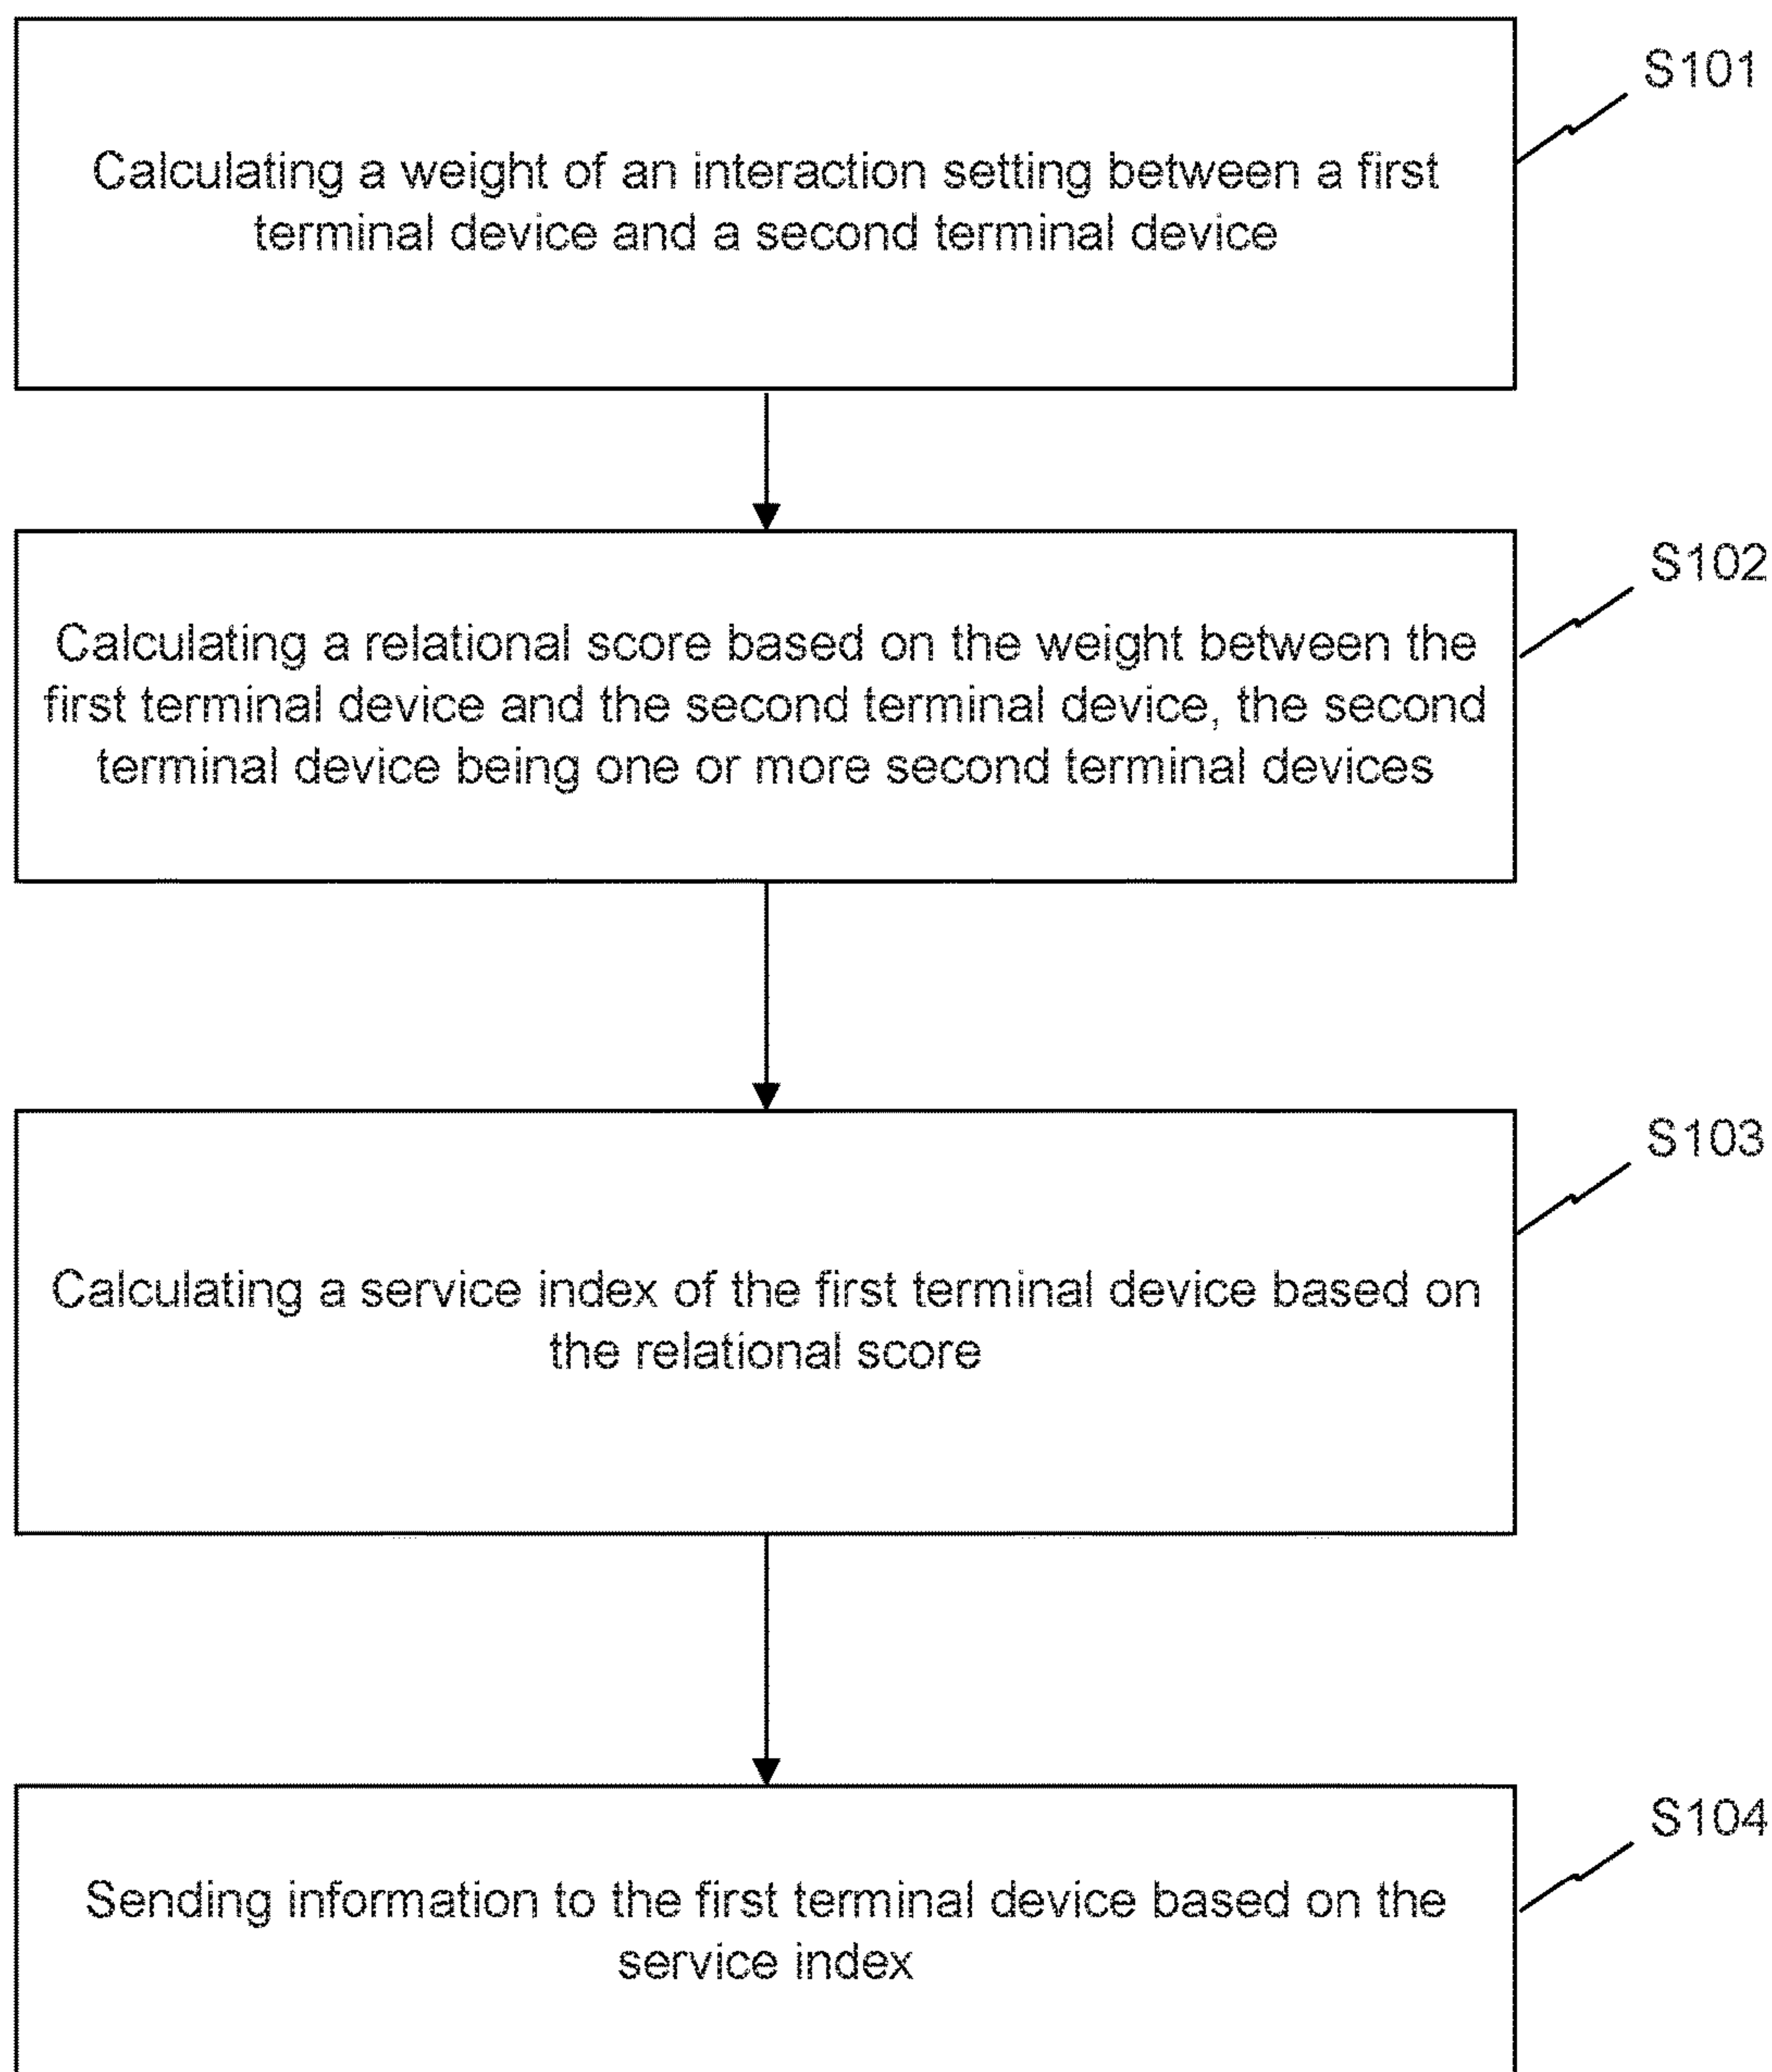 S101
Calculating a weight of an interaction setting between a first
terminal device and a second terminal device
S102
Calculating a relational score based on the weight between the
first terminal device and the second terminal device, the second
terminal device being one or more second terminal devices
S103
Calculating a service index of the first terminal device based on
the relational score
S104
Sending information to the first terminal device based on the
service index